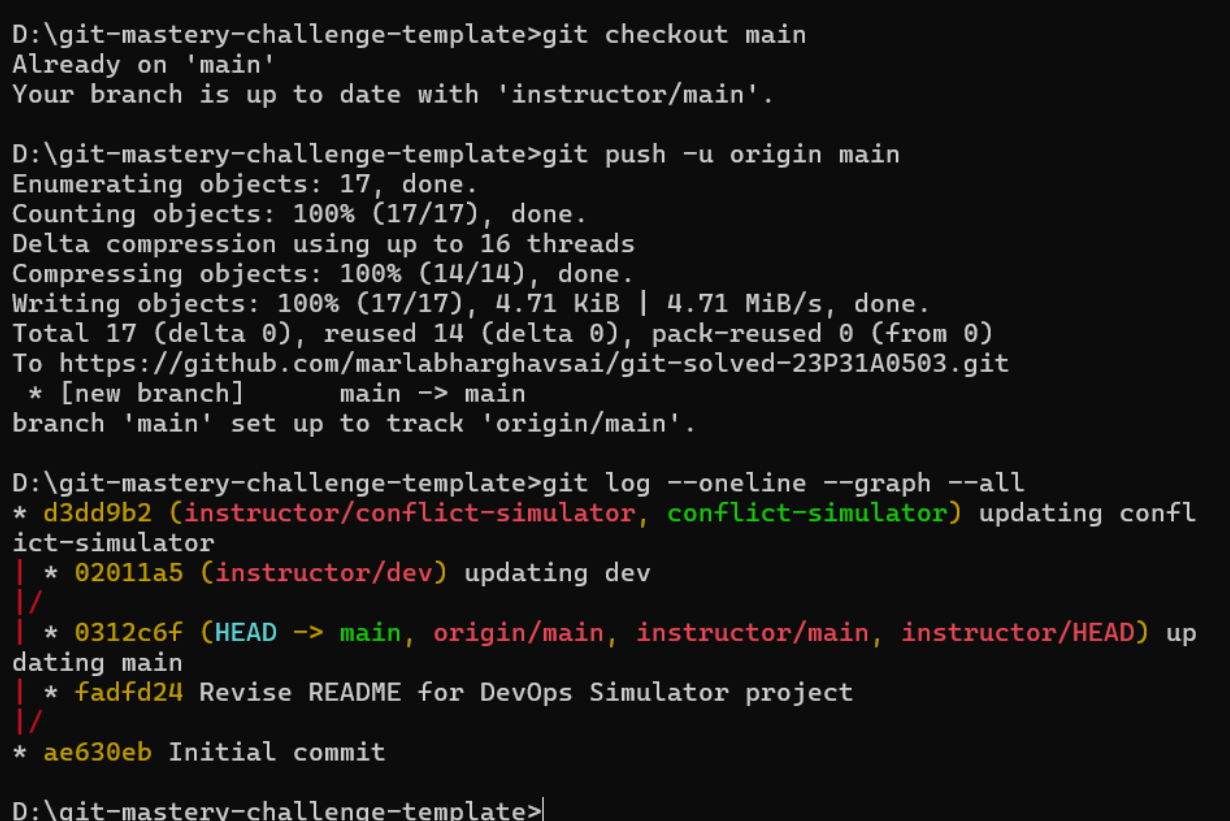 D:\git-mastery-challenge-template>git checkout main
Already on 'main'
Your branch is up to date with 'instructor/main'.
D:\git-mastery-challenge-template>git push -u origin main
Enumerating objects: 17, done.
Counting objects: 100% (17/17), done.
Delta compression using up to 16 threads
Compressing objects: 100% (14/14), done.
Writing objects: 100% (17/17), 4.71 KiB | 4.71 MiB/s, done.
Total 17 (delta 0), reused 14 (delta 0), pack-reused 0 (from 0)
To https://github.com/marlabharghavsai/git-solved-23P31A0503.git
 * [new branch]      main -> main
branch 'main' set up to track 'origin/main'.
D:\git-mastery-challenge-template>git log --oneline --graph --all
* d3dd9b2 (instructor/conflict-simulator, conflict-simulator) updating confl
ict-simulator
| * 02011a5 (instructor/dev) updating dev
|/
| * 0312c6f (HEAD -> main, origin/main, instructor/main, instructor/HEAD) up
dating main
| * fadfd24 Revise README for DevOps Simulator project
|/
* ae630eb Initial commit
D:\git-mastery-challenge-template>